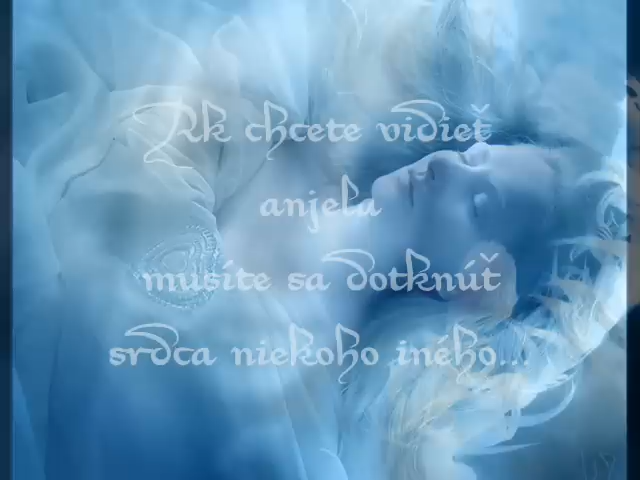 Ak chcete vidieť
anjela
musíte sa dotknúť
srdca niekoho iného...